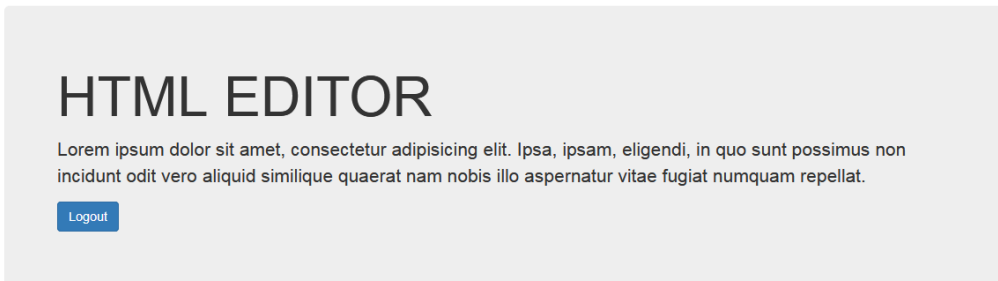 HTML EDITOR
Lorem ipsum dolor sit amet, consectetur adipisicing elit. Ipsa, ipsam, eligendi, in quo sunt possimus non
incidunt odit vero aliquid similique quaerat nam nobis illo aspernatur vitae fugiat numquam repellat.
Logout